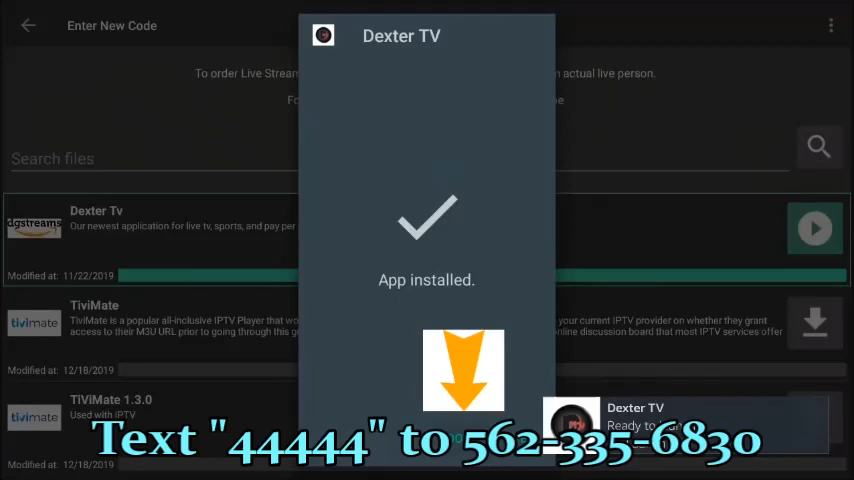 Enter New Code
Dexter TV
To order Live Stream
n actual live person.
Fo
be
Search files
Dexter Tv
dgstreams
Our newest application for live tv, sports, and pay per
Modified at: 11/22/2019
App installed.
TiviMate
tivimate
TiviMate is a popular all-inclusive IPTV Player that wo
your current IPTV provider on whether they grant
access to their M3U URL prior to going through this g
online discussion board that most IPTV services offer
Modified at: 12/18/2019
TiViMate 1.3.0
tivimate
Used with IPTV
Dexter TV
Ready to
Text "44444" to 562-335-6830
Modified at: 12/18/2019